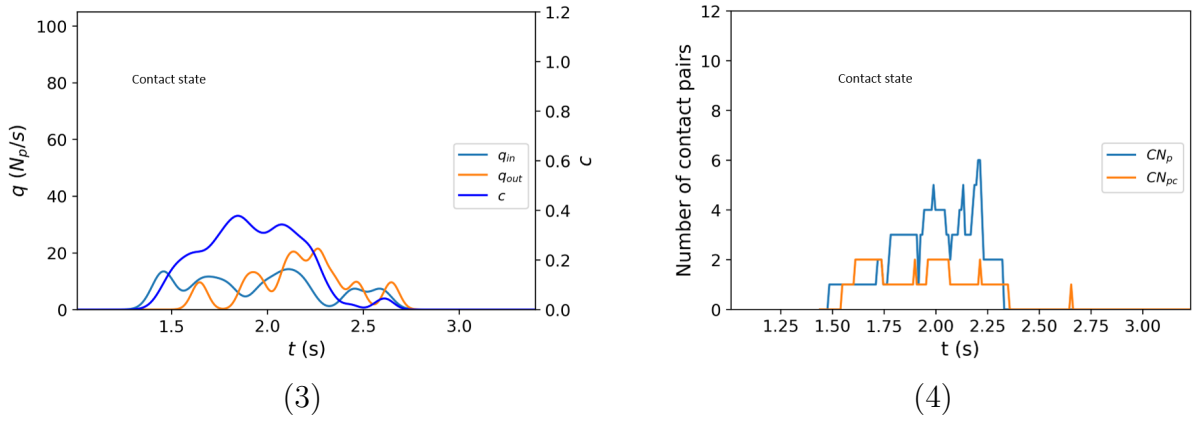 100
80
60
40
20
0
q (N_p/s)
Contact state
1.2
1.0
0.8
0.6
0.4
0.2
0.0
c
q_in
q_out
c
1.5 2.0 2.5 3.0
t (s)
(3)
12
10
8
6
4
2
0
Number of contact pairs
Contact state
CN_p
CN_pc
1.25 1.50 1.75 2.00 2.25 2.50 2.75 3.00
t (s)
(4)